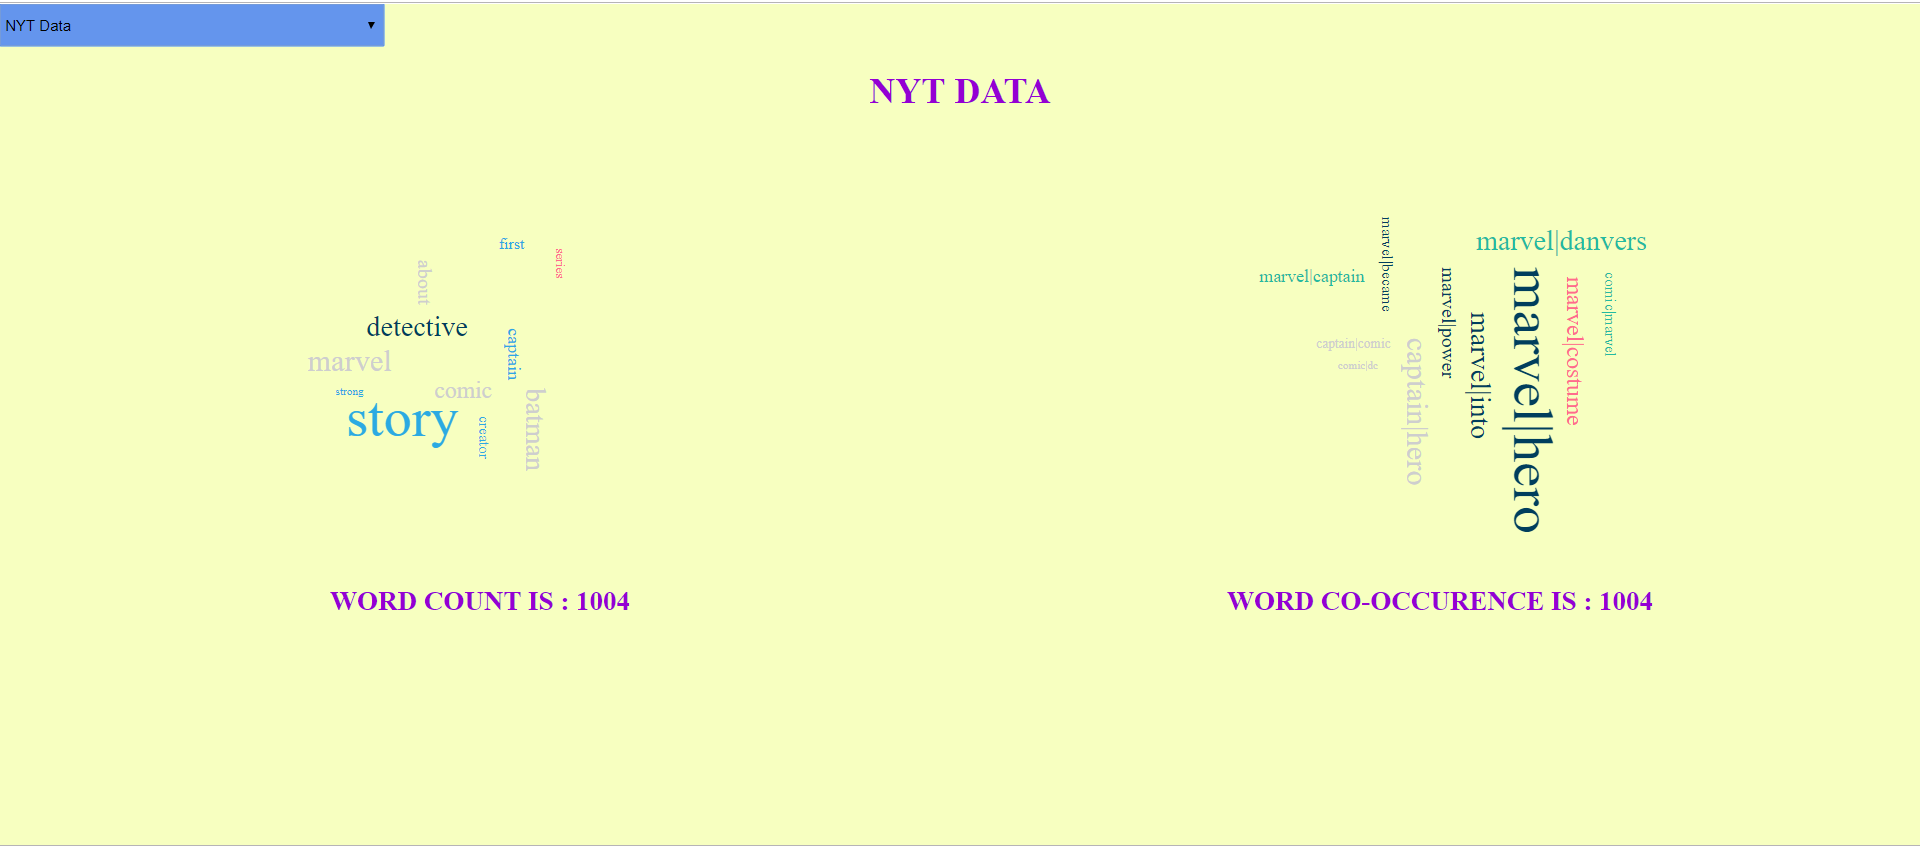 NYT Data
NYT DATA
first
series
about
detective
captain
marvel
strong
comic
story
creator
batman
WORD COUNT IS : 1004
marvel|became
marvel|danvers
marvel|captain
marvel|power
marvel|hero
marvel|costume
comic|marvel
marvel|into
captain|comic
captain|hero
comic|dc
WORD CO-OCCURENCE IS : 1004